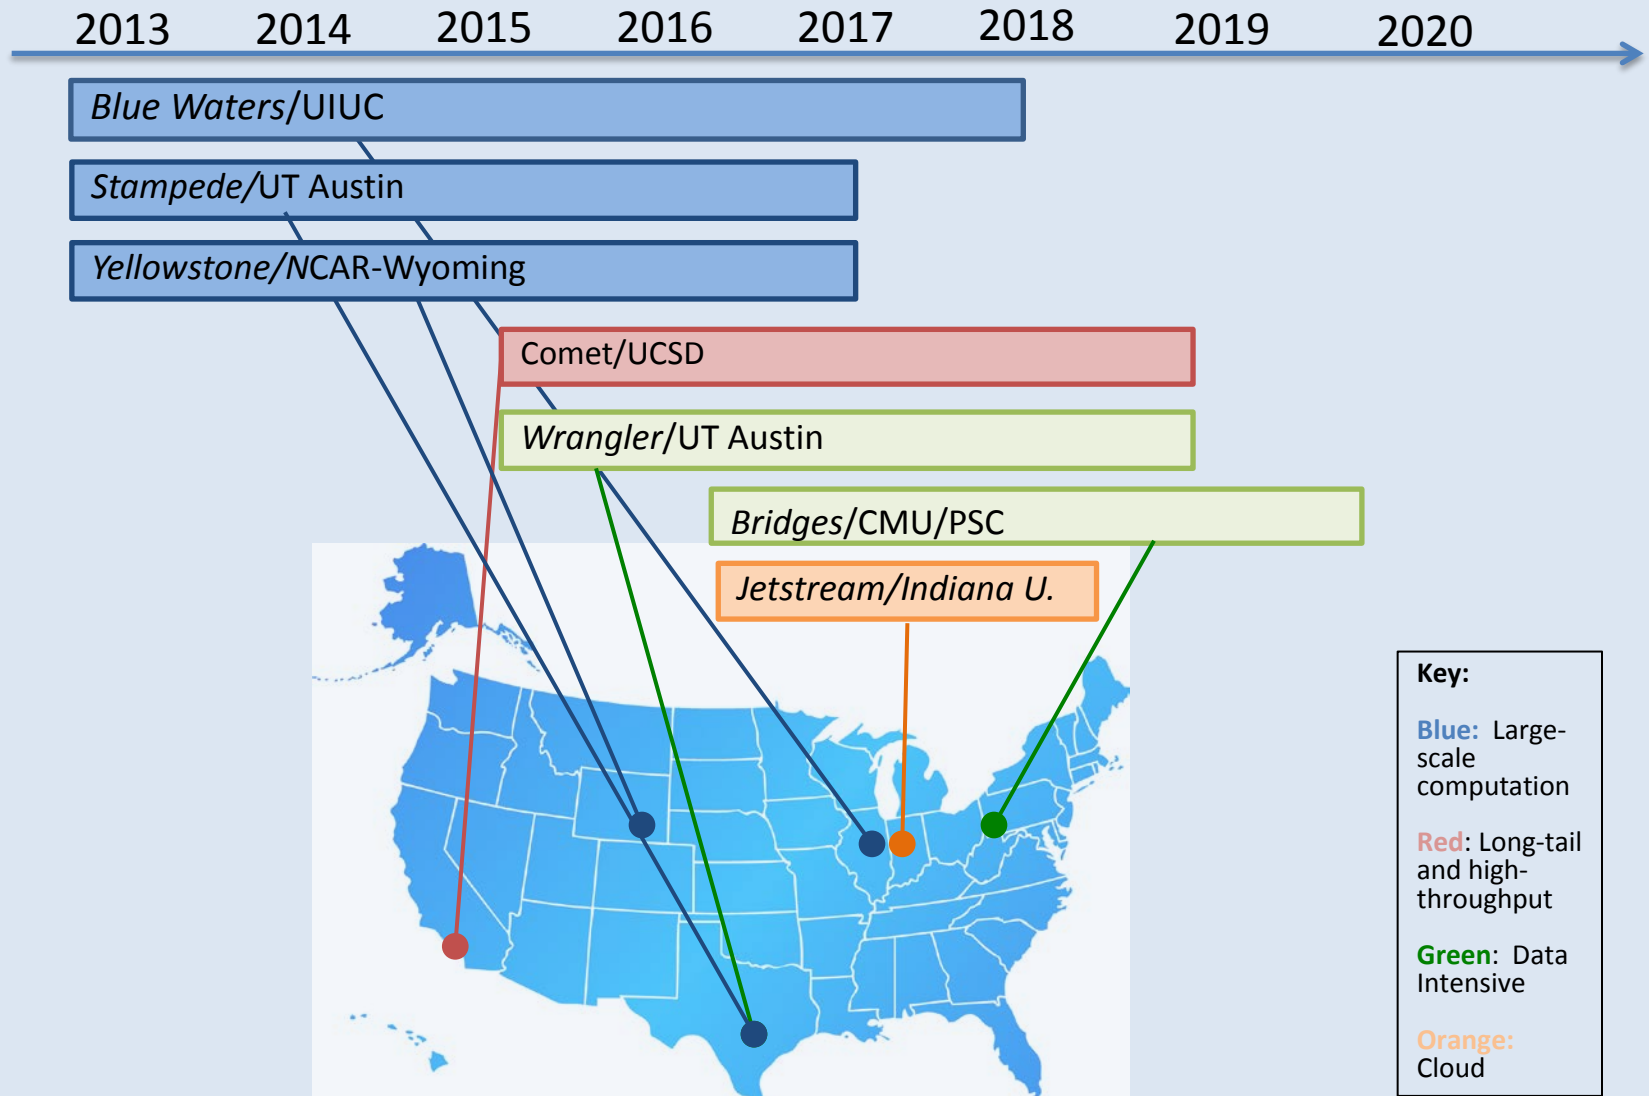 2013 2014 2015 2016 2017 2018 2019 2020
Blue Waters/UIUC
Stampede/UT Austin
Yellowstone/NCAR-Wyoming
Comet/UCSD
Wrangler/UT Austin
Bridges/CMU/PSC
Jetstream/Indiana U.
Key:
Blue: Large-
scale
computation
Red: Long-tail
and high-
throughput
Green: Data
Intensive
Orange:
Cloud